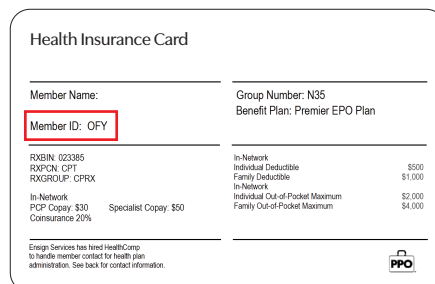 Health Insurance Card
Member Name:
Member ID: OFY
Group Number: N35
Benefit Plan: Premier EPO Plan
RXBIN: 023385
RXPCN: CPT
RXGROUP: CPRX
In-Network
PCP Copay: $30 Specialist Copay: $50
Coinsurance 20%
In-Network
Individual Deductible $500
Family Deductible $1,000
In-Network
Individual Out-of-Pocket Maximum $2,000
Family Out-of-Pocket Maximum $4,000
Ensign Services has hired HealthComp
to handle member contact for health plan
administration. See back for contact information.
PPO